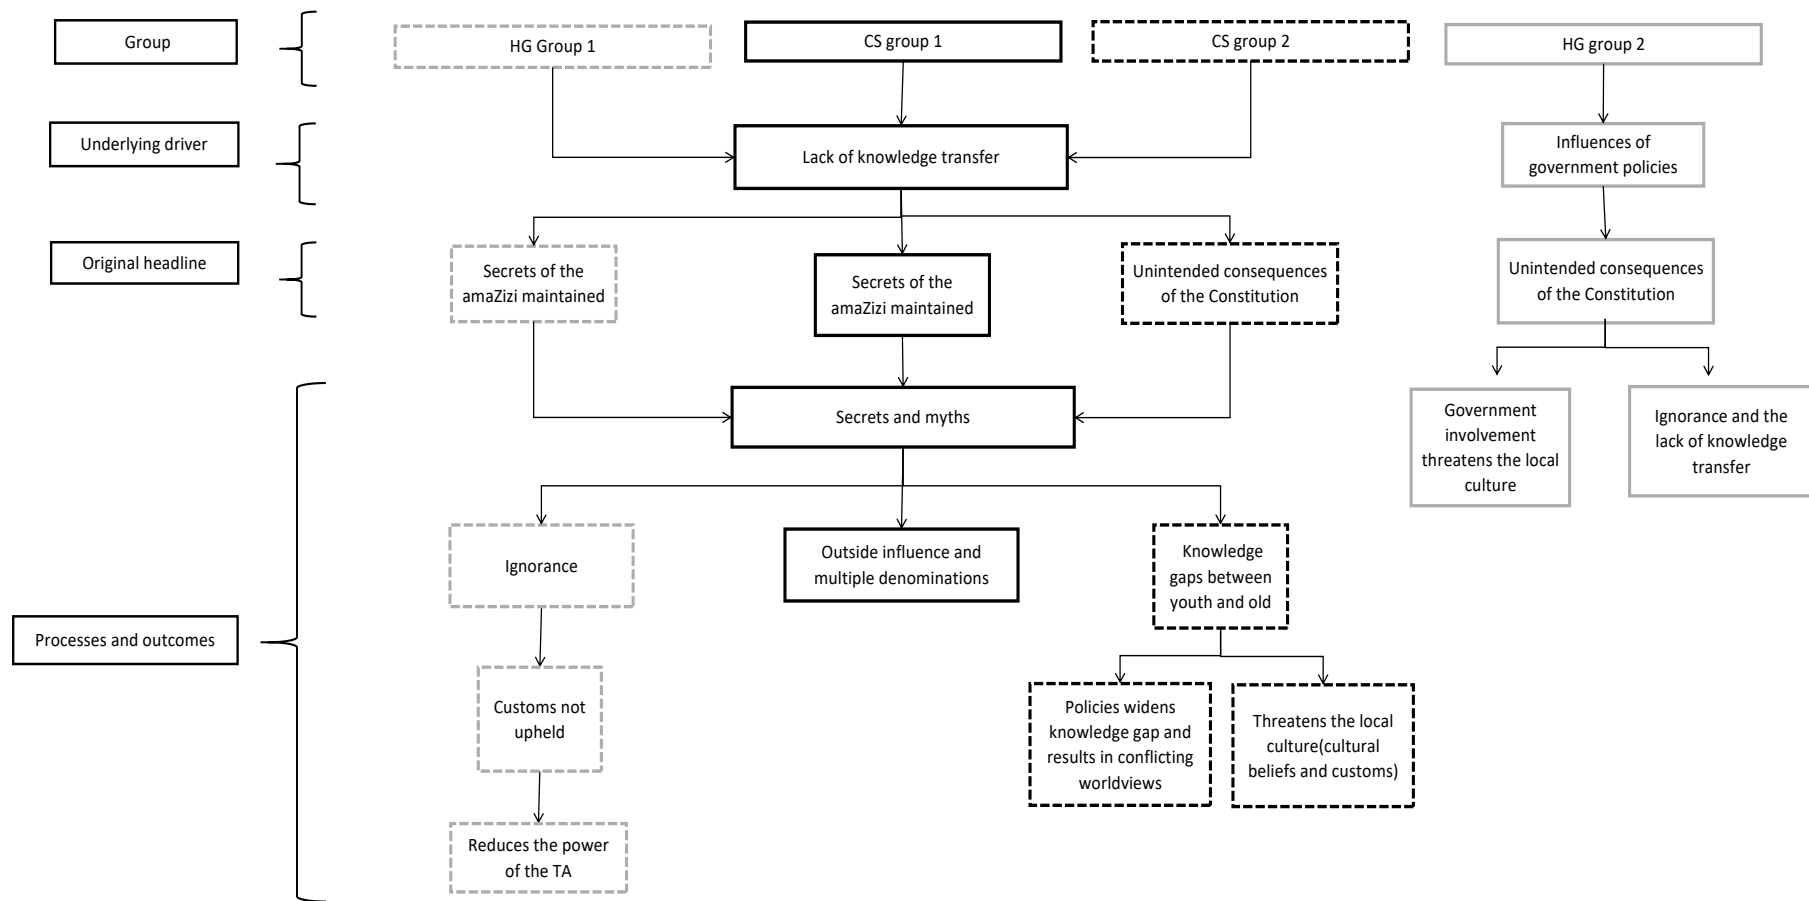 Group
HG Group 1
CS group 1
CS group 2
HG group 2
Underlying driver
Lack of knowledge transfer
Influences of
government policies
Original headline
Secrets of the
amaZizi maintained
Secrets of the
amaZizi maintained
Unintended consequences
of the Constitution
Unintended consequences
of the Constitution
Secrets and myths
Government
involvement
threatens the local
culture
Ignorance and the
lack of knowledge
transfer
Processes and outcomes
Ignorance
Outside influence and
multiple denominations
Knowledge
gaps between
youth and old
Customs not
upheld
Policies widens
knowledge gap and
results in conflicting
worldviews
Threatens the local
culture(cultural
beliefs and customs)
Reduces the power
of the TA